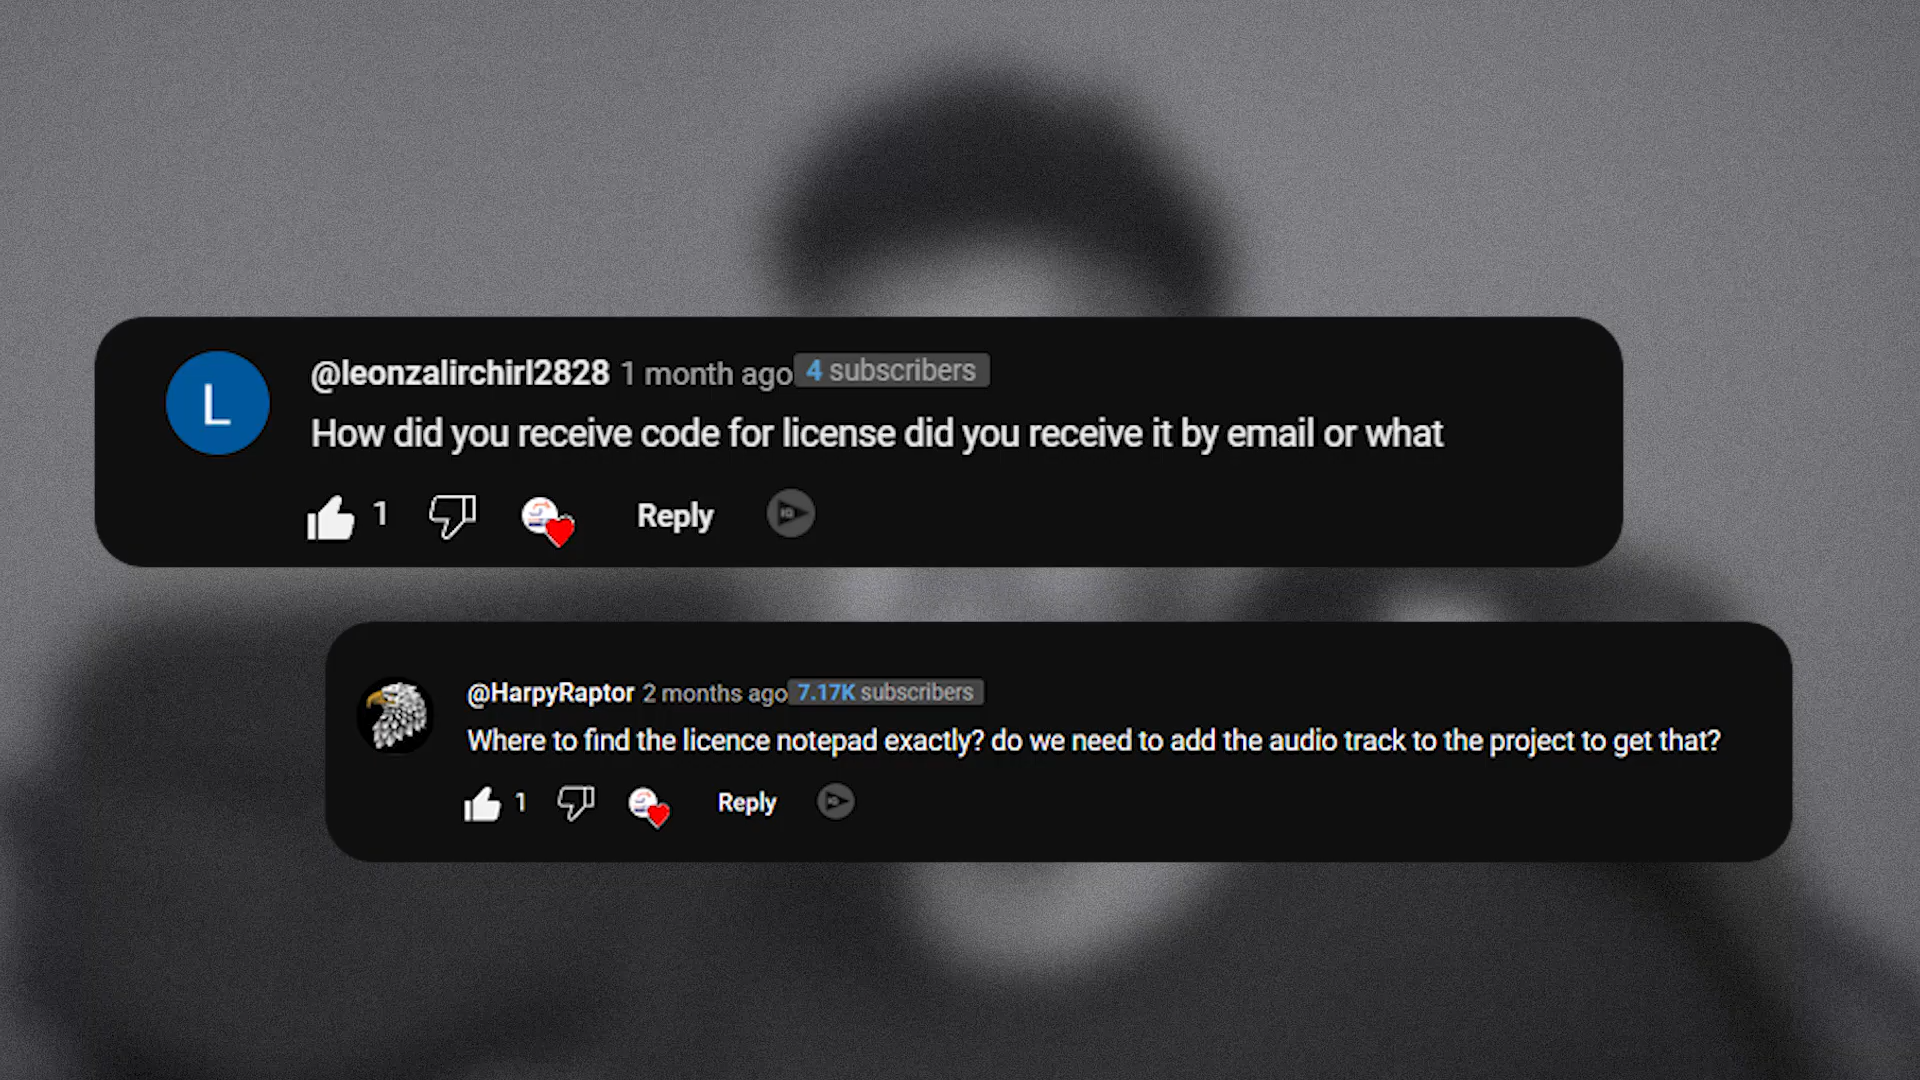 L
@leonzalirchirl2828 1 month ago 4 subscribers
How did you receive code for license did you receive it by email or what
1 Reply IQ
@HarpyRaptor 2 months ago 7.17K subscribers
Where to find the licence notepad exactly? do we need to add the audio track to the project to get that?
1 Reply